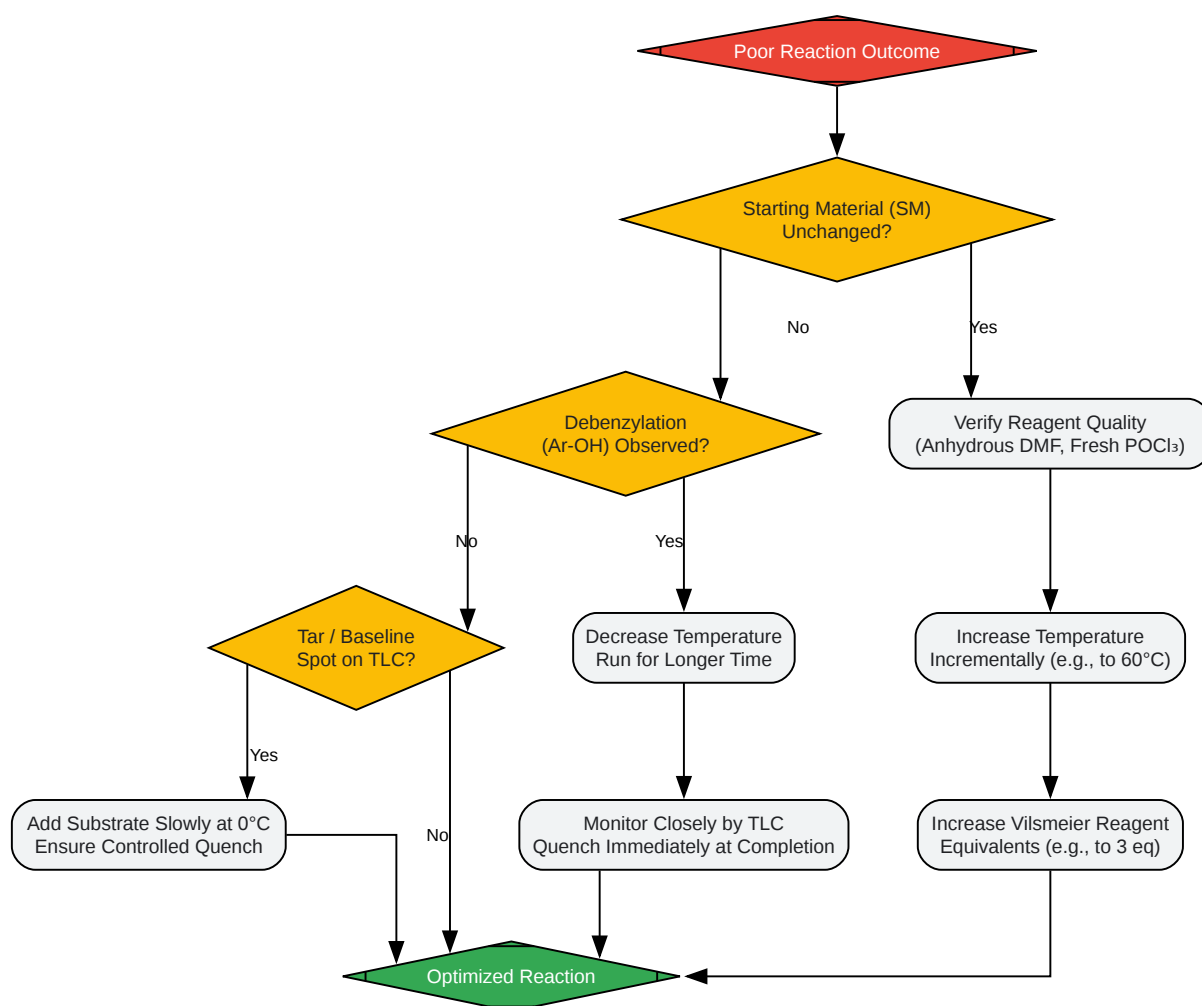 Poor Reaction Outcome
Starting Material (SM)
Unchanged?
No
Yes
Debenzylation
(Ar-OH) Observed?
Verify Reagent Quality
(Anhydrous DMF, Fresh POCl₃)
No
Yes
Tar / Baseline
Spot on TLC?
Decrease Temperature
Run for Longer Time
Increase Temperature
Incrementally (e.g., to 60°C)
Yes
No
Add Substrate Slowly at 0°C
Ensure Controlled Quench
Monitor Closely by TLC
Quench Immediately at Completion
Increase Vilsmeier Reagent
Equivalents (e.g., to 3 eq)
Optimized Reaction